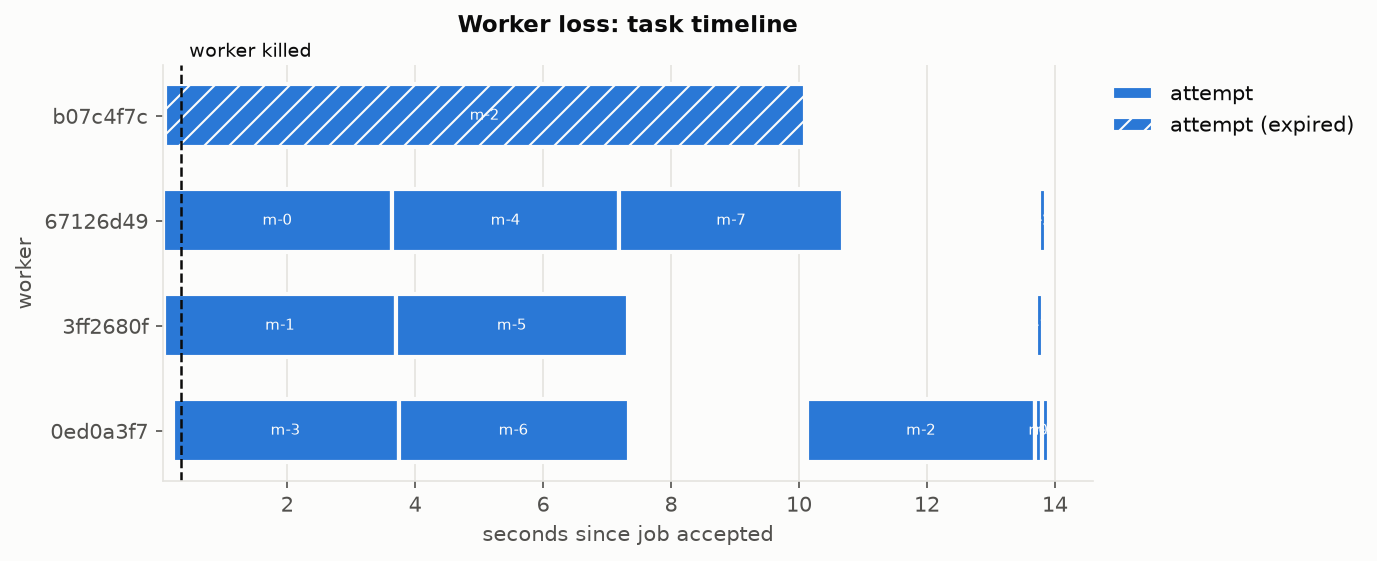 Worker loss: task timeline
worker killed
attempt
attempt (expired)
worker
b07c4f7c
m-2
67126d49
m-0 m-4 m-7
3ff2680f
m-1 m-5
0ed0a3f7
m-3 m-6 m-2
2 4 6 8 10 12 14
seconds since job accepted